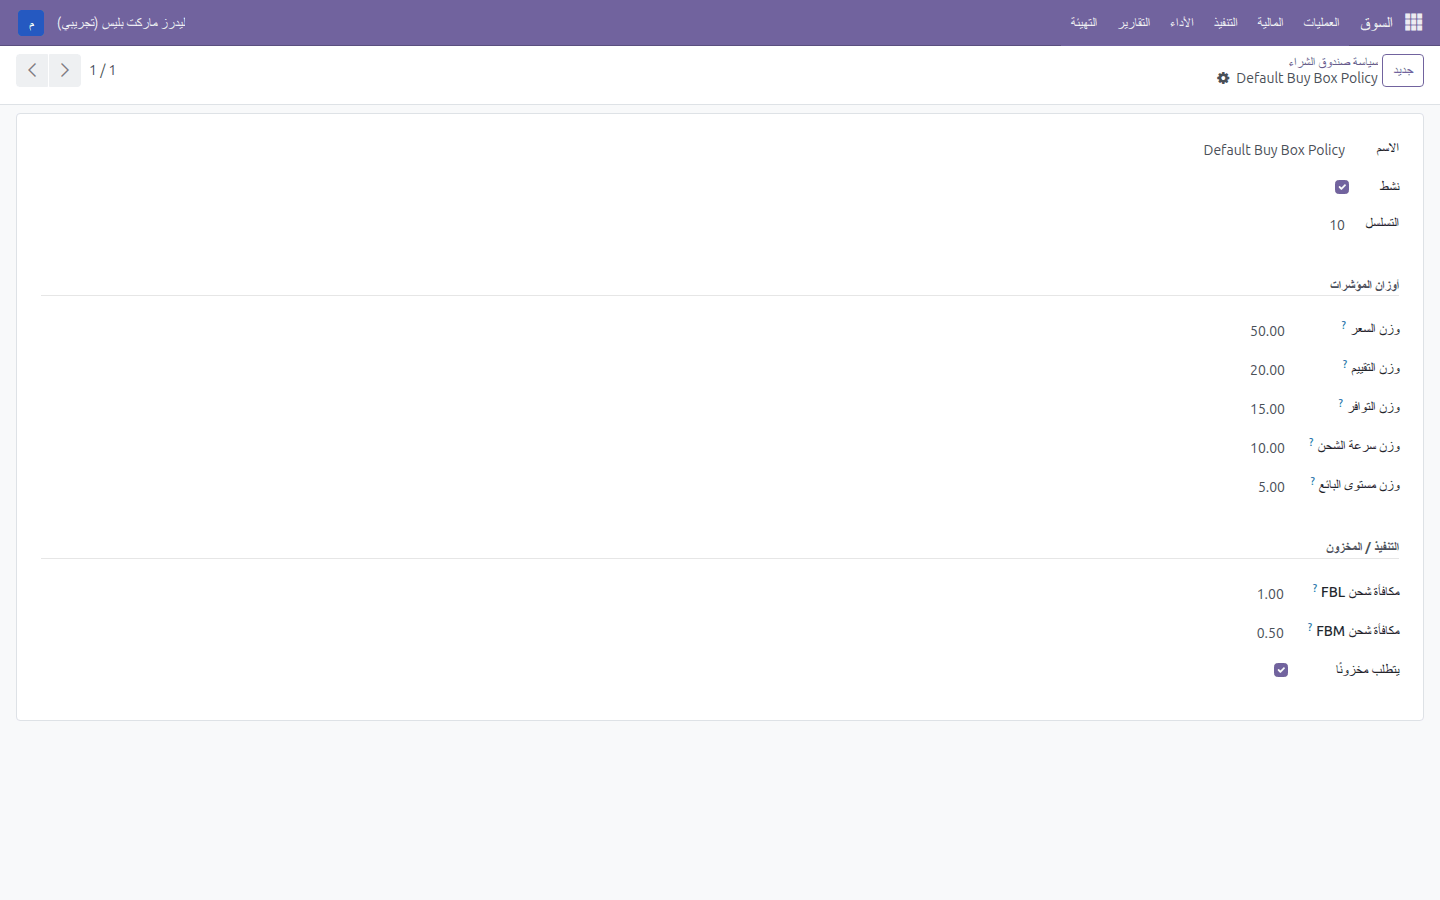 السوق العمليات المالية التنفيذ الأداء التقارير التهيئة
ليدرز ماركت بليس (تجريبي) م
جديد
سياسة صندوق الشراء
Default Buy Box Policy
1 / 1
الاسم Default Buy Box Policy
نشط
التسلسل 10
أوزان المؤشرات
وزن السعر ? 50.00
وزن التقييم ? 20.00
وزن التوافر ? 15.00
وزن سرعة الشحن ? 10.00
وزن مستوى البائع ? 5.00
التنفيذ / المخزون
مكافأة شحن FBL ? 1.00
مكافأة شحن FBM ? 0.50
يتطلب مخزونًا